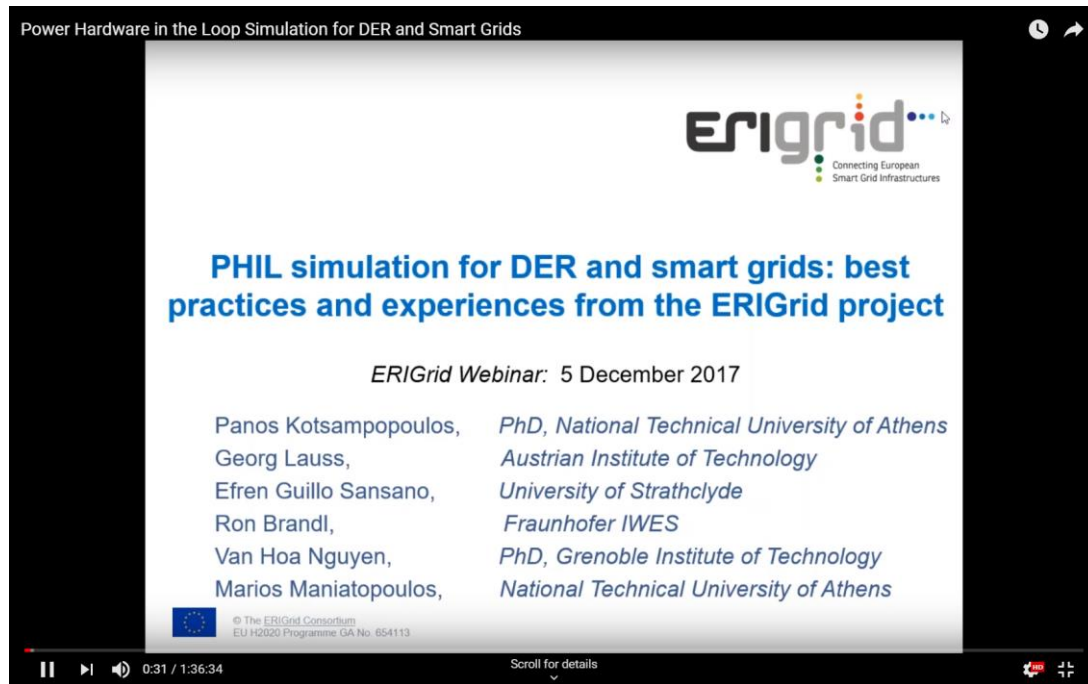 Power Hardware in the Loop Simulation for DER and Smart Grids
ERIGrid
Connecting European
Smart Grid Infrastructures
PHIL simulation for DER and smart grids: best
practices and experiences from the ERIGrid project
ERIGrid Webinar: 5 December 2017
Panos Kotsampopoulos, PhD, National Technical University of Athens
Georg Lauss, Austrian Institute of Technology
Efren Guillo Sansano, University of Strathclyde
Ron Brandl, Fraunhofer IWES
Van Hoa Nguyen, PhD, Grenoble Institute of Technology
Marios Maniatopoulos, National Technical University of Athens
© The ERIGrid Consortium
EU H2020 Programme GA No. 654113
0:31 / 1:36:34
Scroll for details
HD